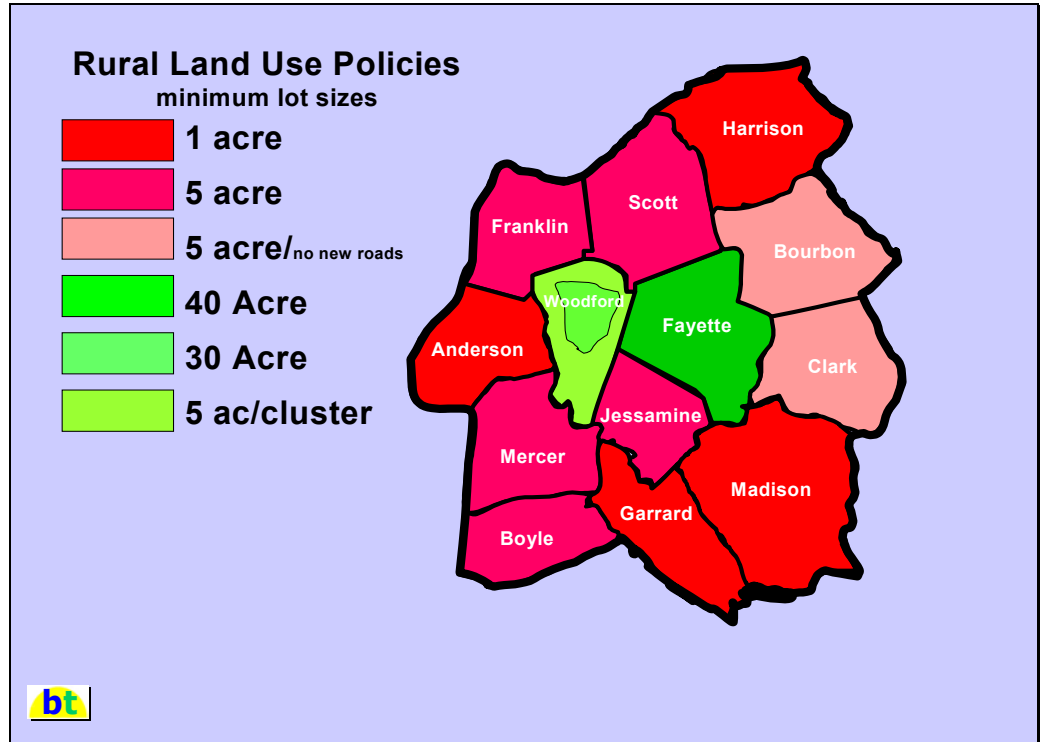 Rural Land Use Policies
minimum lot sizes
1 acre
5 acre
5 acre/no new roads
40 Acre
30 Acre
5 ac/cluster
Harrison
Scott
Franklin
Bourbon
Woodford
Fayette
Anderson
Clark
Jessamine
Mercer
Madison
Garrard
Boyle
bt